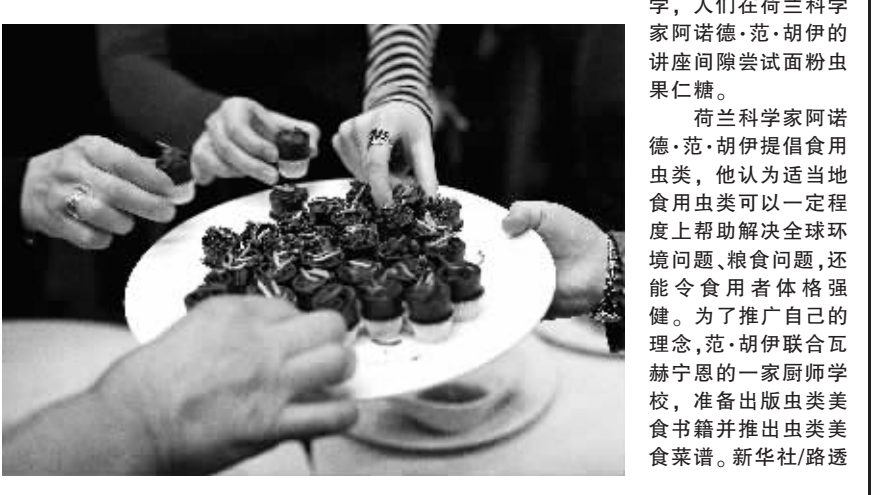 学，人们在荷兰科学
家阿诺德·范·胡伊的
讲座间隙尝试面粉虫
果仁糖。
荷兰科学家阿诺
德·范·胡伊提倡食用
虫类，他认为适当地
食用虫类可以一定程
度上帮助解决全球环
境问题、粮食问题，还
能令食用者体格强
健。为了推广自己的
理念，范·胡伊联合瓦
赫宁恩的一家厨师学
校，准备出版虫类美
食书籍并推出虫类美
食菜谱。新华社/路透